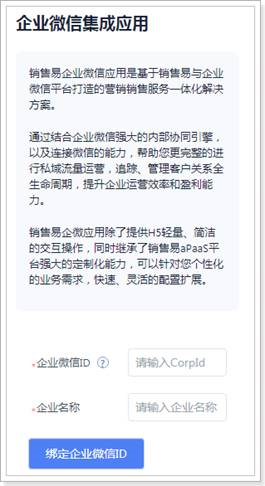 企业微信集成应用
销售易企业微信应用是基于销售易与企业
微信平台打造的营销销售服务一体化解决
方案。
通过结合企业微信强大的内部协同引擎,
以及连接微信的能力,帮助您更完整的进
行私域流量运营,追踪、管理客户关系全
生命周期,提升企业运营效率和盈利能
力。
销售易企微应用除了提供H5轻量、简洁
的交互操作,同时继承了销售易aPaaS平
台强大的定制化能力,可以针对您个性化
的业务需求,快速、灵活的配置扩展。
*企业微信ID ? 请输入CorpId
*企业名称 请输入企业名称
绑定企业微信ID